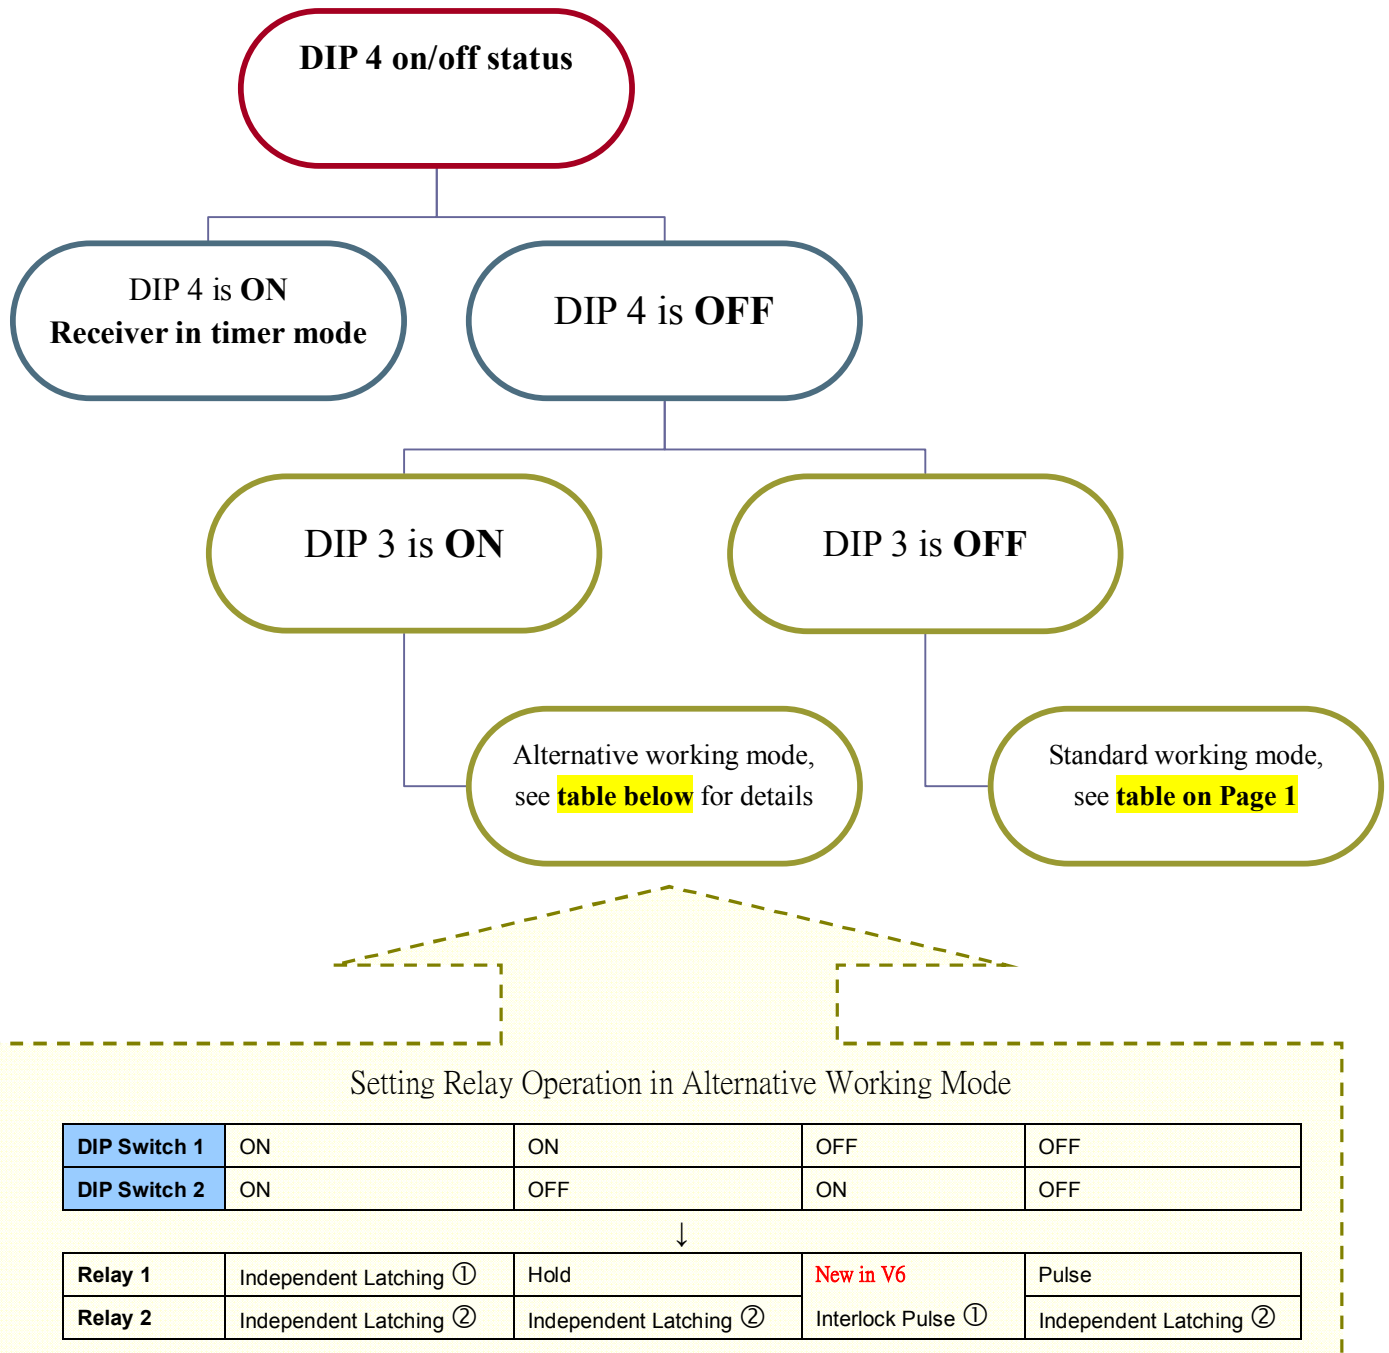 DIP 4 on/off status
DIP 4 is ON
Receiver in timer mode
DIP 4 is OFF
DIP 3 is ON
DIP 3 is OFF
Alternative working mode,
see table below for details
Standard working mode,
see table on Page 1
Setting Relay Operation in Alternative Working Mode
DIP Switch 1 ON ON OFF OFF
DIP Switch 2 ON OFF ON OFF
↓
Relay 1 Independent Latching ① Hold New in V6 Pulse
Relay 2 Independent Latching ② Independent Latching ② Interlock Pulse ① Independent Latching ②